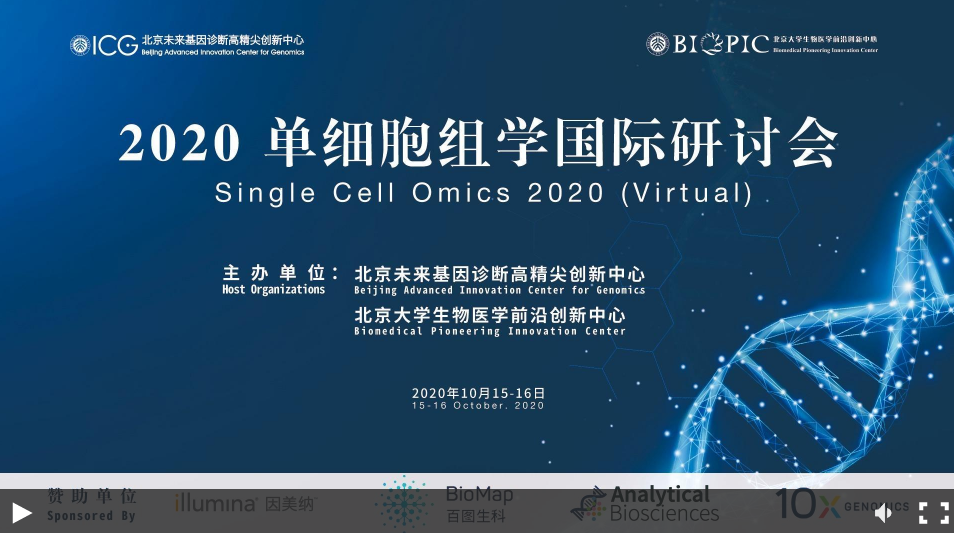 ICG 北京未来基因诊断高精尖创新中心
Beijing Advanced Innovation Center for Genomics
BIOPIC 北京大学生物医学前沿创新中心
Biomedical Pioneering Innovation Center
2020 单细胞组学国际研讨会
Single Cell Omics 2020 (Virtual)
主办单位： 北京未来基因诊断高精尖创新中心
Host Organizations Beijing Advanced Innovation Center for Genomics
北京大学生物医学前沿创新中心
Biomedical Pioneering Innovation Center
2020年10月15-16日
15-16 October. 2020
赞助单位
Sponsored By
illumina 因美纳
BioMap
百图生科
Analytical
Biosciences
10X GENOMICS